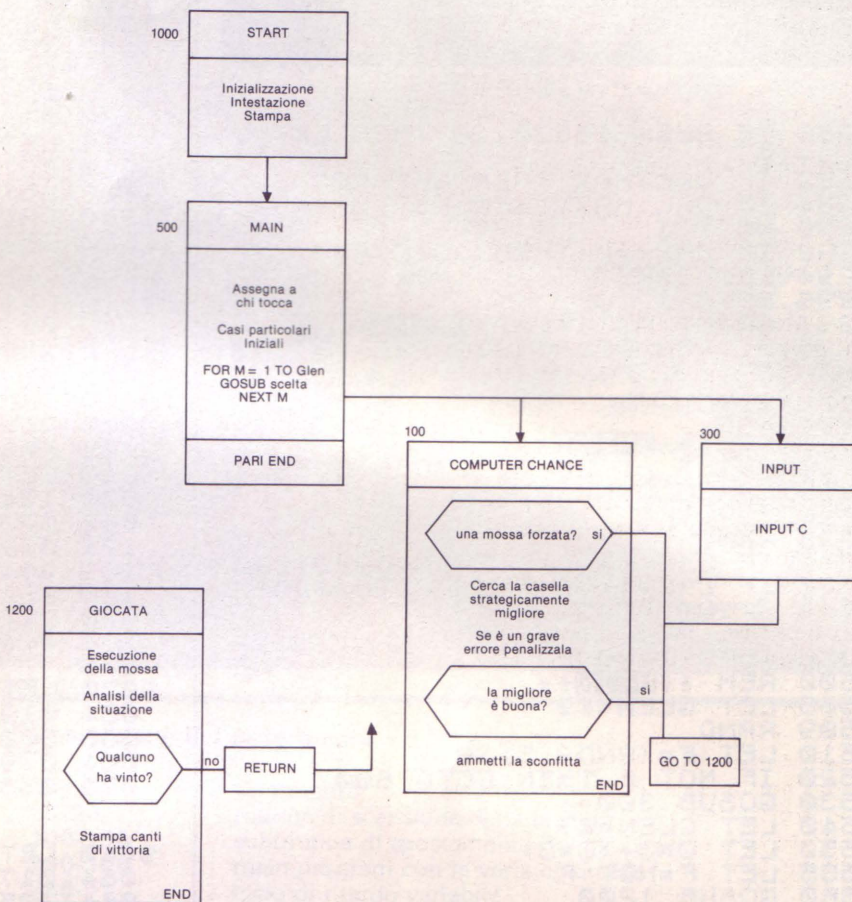 1000
START
Inizializzazione
Intestazione
Stampa
500
MAIN
Assegna a
chi tocca
Casi particolari
Iniziali
FOR M = 1 TO Glen
GOSUB scelta
NEXT M
PARI END
100
COMPUTER CHANCE
una mossa forzata? si
Cerca la casella
strategicamente
migliore
Se è un grave
errore penalizzala
la migliore
è buona?
si
ammetti la sconfitta
END
300
INPUT
INPUT C
GO TO 1200
1200
GIOCATA
Esecuzione
della mossa
Analisi della
situazione
Qualcuno
ha vinto?
no
RETURN
Stampa canti
di vittoria
END